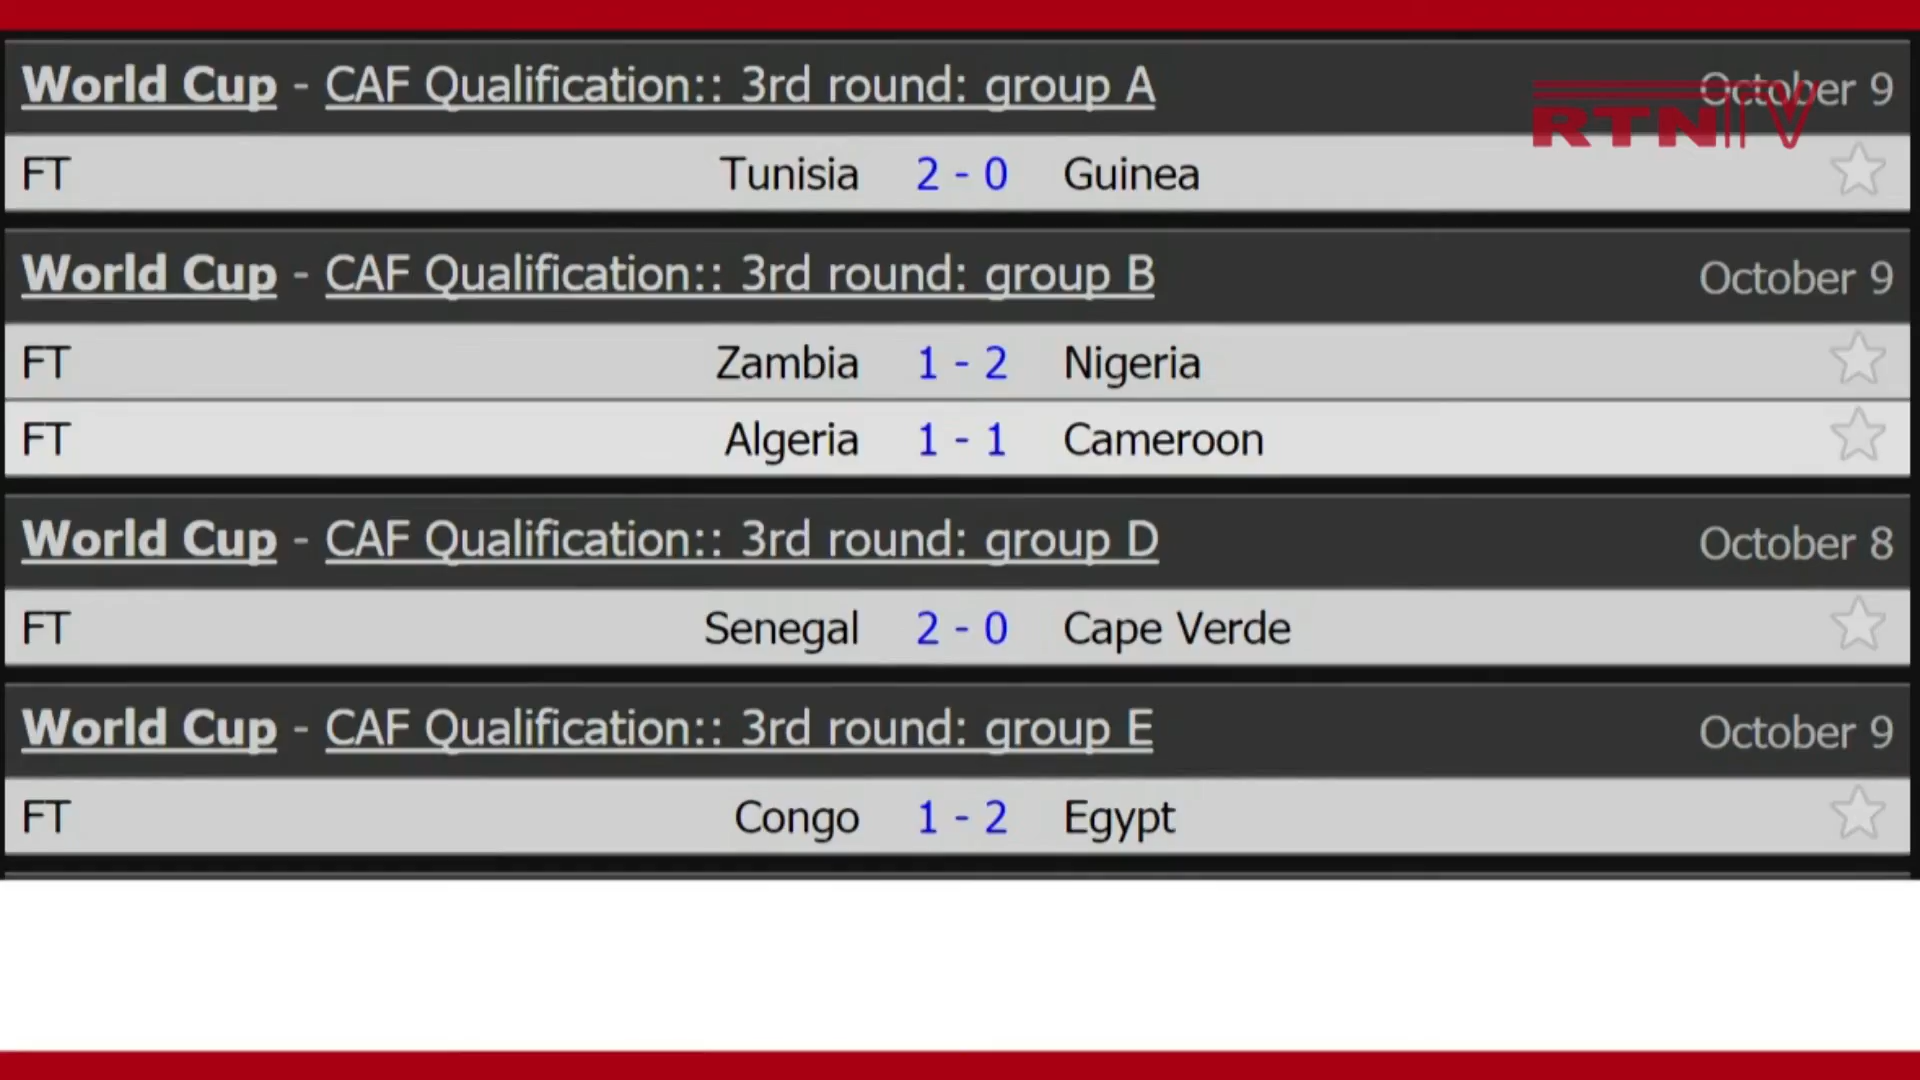 World Cup - CAF Qualification:: 3rd round: group A October 9
RTNTV
FT Tunisia 2 - 0 Guinea
World Cup - CAF Qualification:: 3rd round: group B October 9
FT Zambia 1 - 2 Nigeria
FT Algeria 1 - 1 Cameroon
World Cup - CAF Qualification:: 3rd round: group D October 8
FT Senegal 2 - 0 Cape Verde
World Cup - CAF Qualification:: 3rd round: group E October 9
FT Congo 1 - 2 Egypt